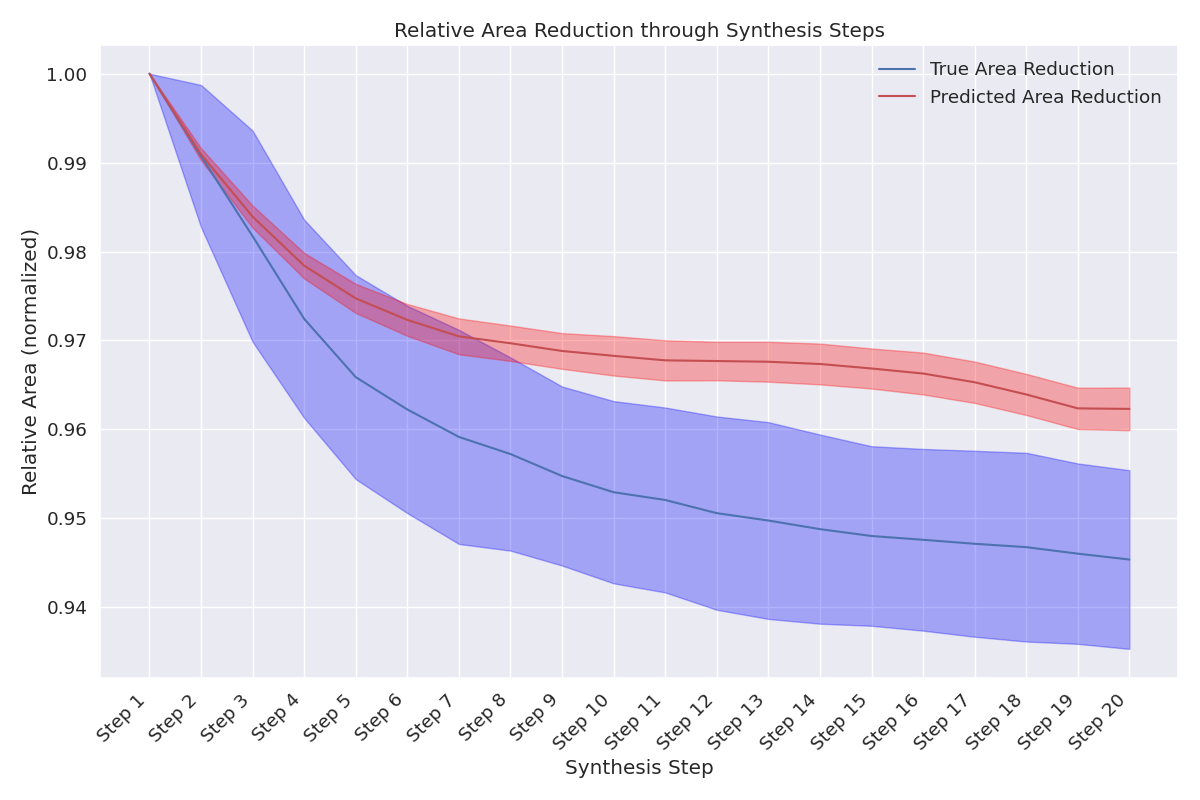 Relative Area Reduction through Synthesis Steps
True Area Reduction
Predicted Area Reduction
Relative Area (normalized)
1.00
0.99
0.98
0.97
0.96
0.95
0.94
Step 1
Step 2
Step 3
Step 4
Step 5
Step 6
Step 7
Step 8
Step 9
Step 10
Step 11
Step 12
Step 13
Step 14
Step 15
Step 16
Step 17
Step 18
Step 19
Step 20
Synthesis Step